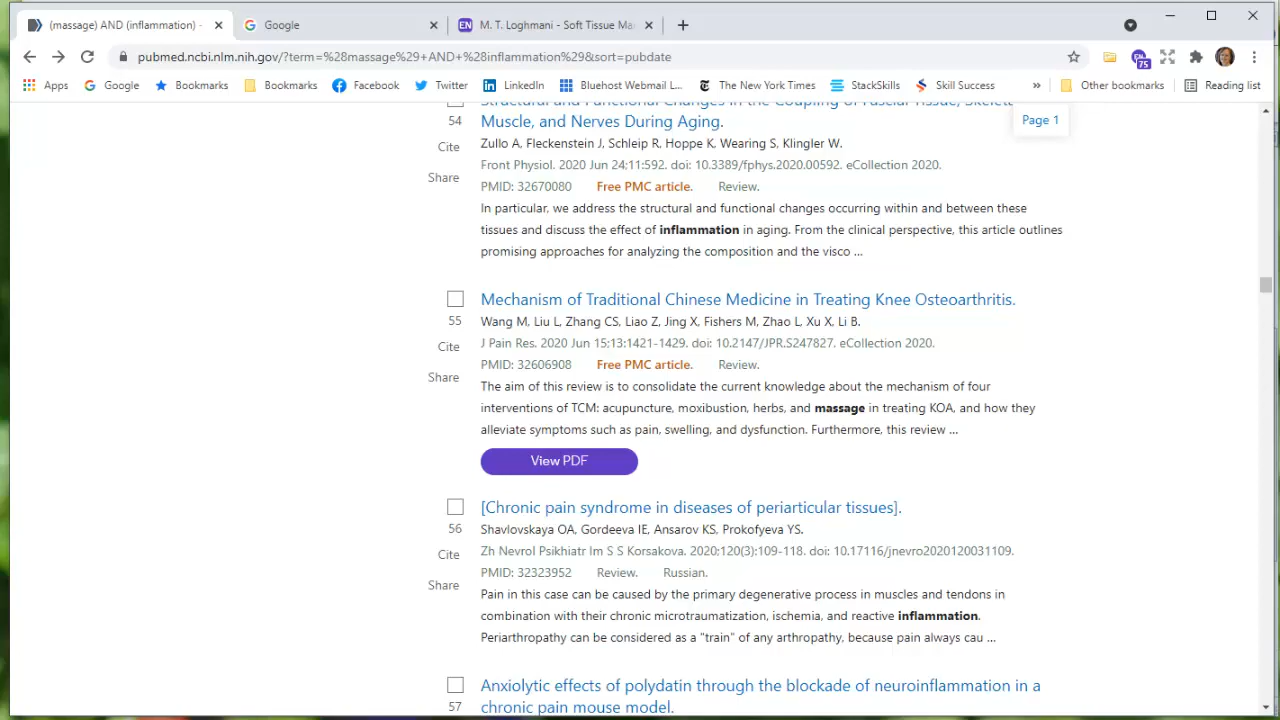 (massage) AND (inflammation) -
Google
EN M. T. Loghmani - Soft Tissue Ma
pubmed.ncbi.nlm.nih.gov/?term=%28massage%29+AND+%28inflammation%29&sort=pubdate
EN 75
Apps Google Bookmarks Bookmarks Facebook Twitter LinkedIn Bluehost Webmail L... The New York Times StackSkills Skill Success » Other bookmarks Reading list
Structural and Functional Changes in the Coupling of Fascial Tissue, Skeletal
Page 1
54 Muscle, and Nerves During Aging.
Cite Zullo A, Fleckenstein J, Schleip R, Hoppe K, Wearing S, Klingler W.
Front Physiol. 2020 Jun 24;11:592. doi: 10.3389/fphys.2020.00592. eCollection 2020.
Share PMID: 32670080 Free PMC article. Review.
In particular, we address the structural and functional changes occurring within and between these
tissues and discuss the effect of inflammation in aging. From the clinical perspective, this article outlines
promising approaches for analyzing the composition and the visco ...
Mechanism of Traditional Chinese Medicine in Treating Knee Osteoarthritis.
55 Wang M, Liu L, Zhang CS, Liao Z, Jing X, Fishers M, Zhao L, Xu X, Li B.
Cite J Pain Res. 2020 Jun 15;13:1421-1429. doi: 10.2147/JPR.S247827. eCollection 2020.
PMID: 32606908 Free PMC article. Review.
Share The aim of this review is to consolidate the current knowledge about the mechanism of four
interventions of TCM: acupuncture, moxibustion, herbs, and massage in treating KOA, and how they
alleviate symptoms such as pain, swelling, and dysfunction. Furthermore, this review ...
View PDF
[Chronic pain syndrome in diseases of periarticular tissues].
56 Shavlovskaya OA, Gordeeva IE, Ansarov KS, Prokofyeva YS.
Cite Zh Nevrol Psikhiatr Im S S Korsakova. 2020;120(3):109-118. doi: 10.17116/jnevro2020120031109.
PMID: 32323952 Review. Russian.
Share Pain in this case can be caused by the primary degenerative process in muscles and tendons in
combination with their chronic microtraumatization, ischemia, and reactive inflammation.
Periarthropathy can be considered as a "train" of any arthropathy, because pain always cau ...
Anxiolytic effects of polydatin through the blockade of neuroinflammation in a
57 chronic pain mouse model.